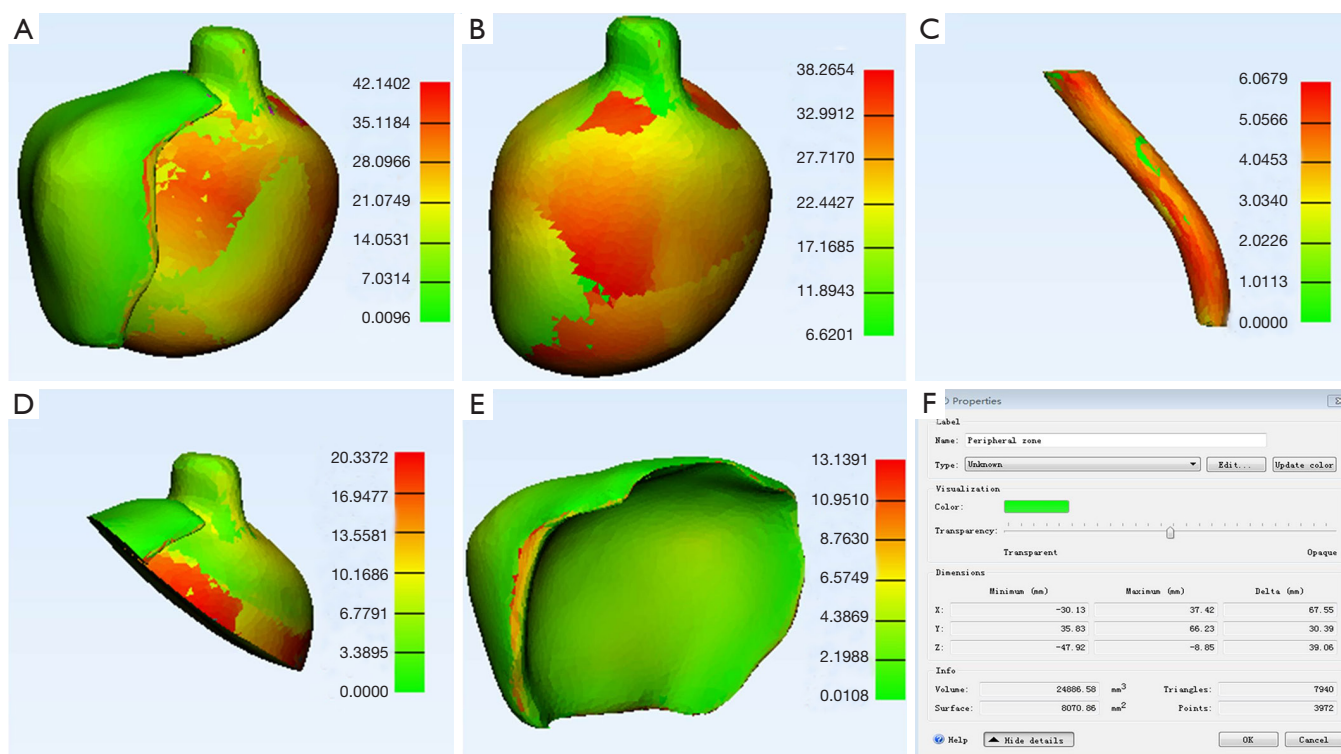 A
42.1402
35.1184
28.0966
21.0749
14.0531
7.0314
0.0096
B
38.2654
32.9912
27.7170
22.4427
17.1685
11.8943
6.6201
C
6.0679
5.0566
4.0453
3.0340
2.0226
1.0113
0.0000
D
20.3372
16.9477
13.5581
10.1686
6.7791
3.3895
0.0000
E
13.1391
10.9510
8.7630
6.5749
4.3869
2.1988
0.0108
F
Properties
Label
Name: Peripheral zone
Type: Unknown Edit... Update color
Visualization
Color:
Transparency:
Transparent Opaque
Dimensions
Minimum (mm) Maximum (mm) Delta (mm)
X: -30.13 37.42 67.55
Y: 35.83 66.23 30.39
Z: -47.92 -8.85 39.06
Info
Volume: 24886.58 mm3 Triangles: 7940
Surface: 8070.86 mm2 Points: 3972
Help Hide details OK Cancel